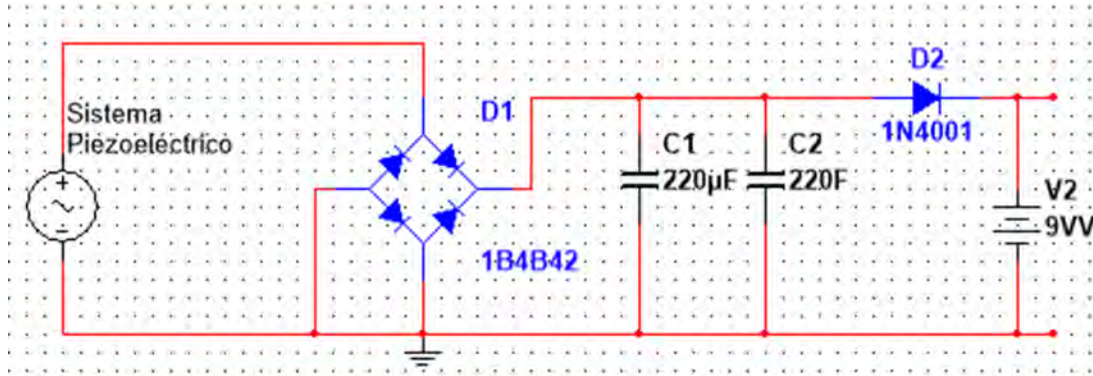 Sistema
Piezoeléctrico
D1
1B4B42
C1
220µF
C2
220F
D2
1N4001
V2
9VV